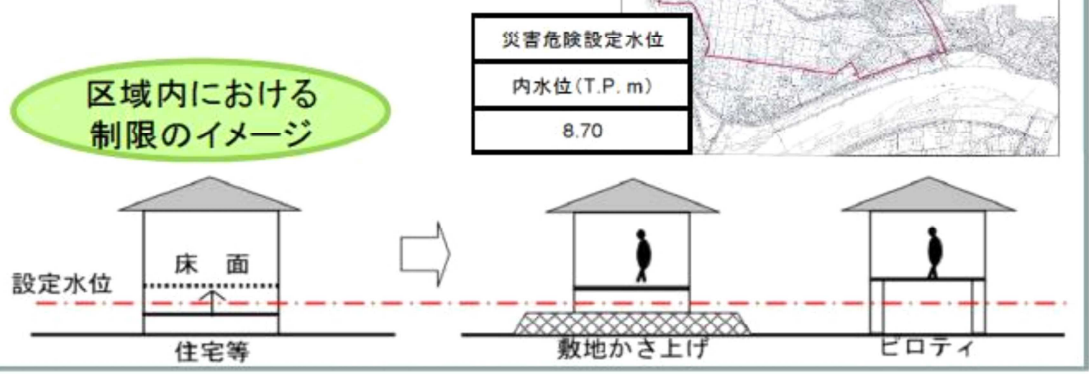 災害危険設定水位
内水位(T.P. m)
8.70
区域内における
制限のイメージ
床 面
設定水位
住宅等
敷地かさ上げ
ピロティ